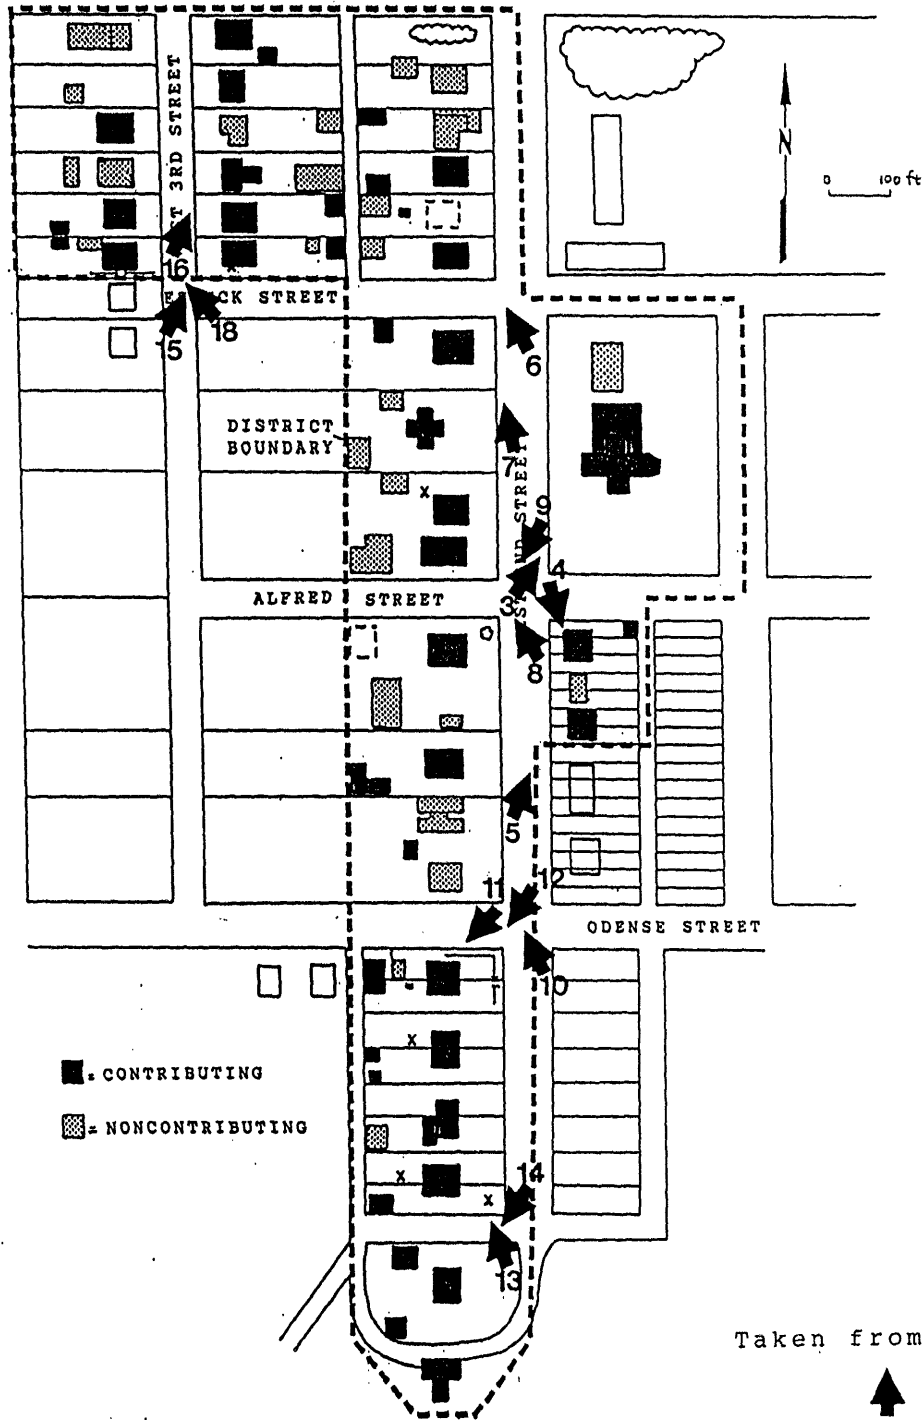 3RD STREET
N
0 100 ft
16
CK STREET
15
18
6
DISTRICT
BOUNDARY
7
ND STREET
9
4
ALFRED STREET
3
8
5
11
12
ODENSE STREET
10
X
= CONTRIBUTING
X
= NONCONTRIBUTING
14
X
X
X
13
Taken from